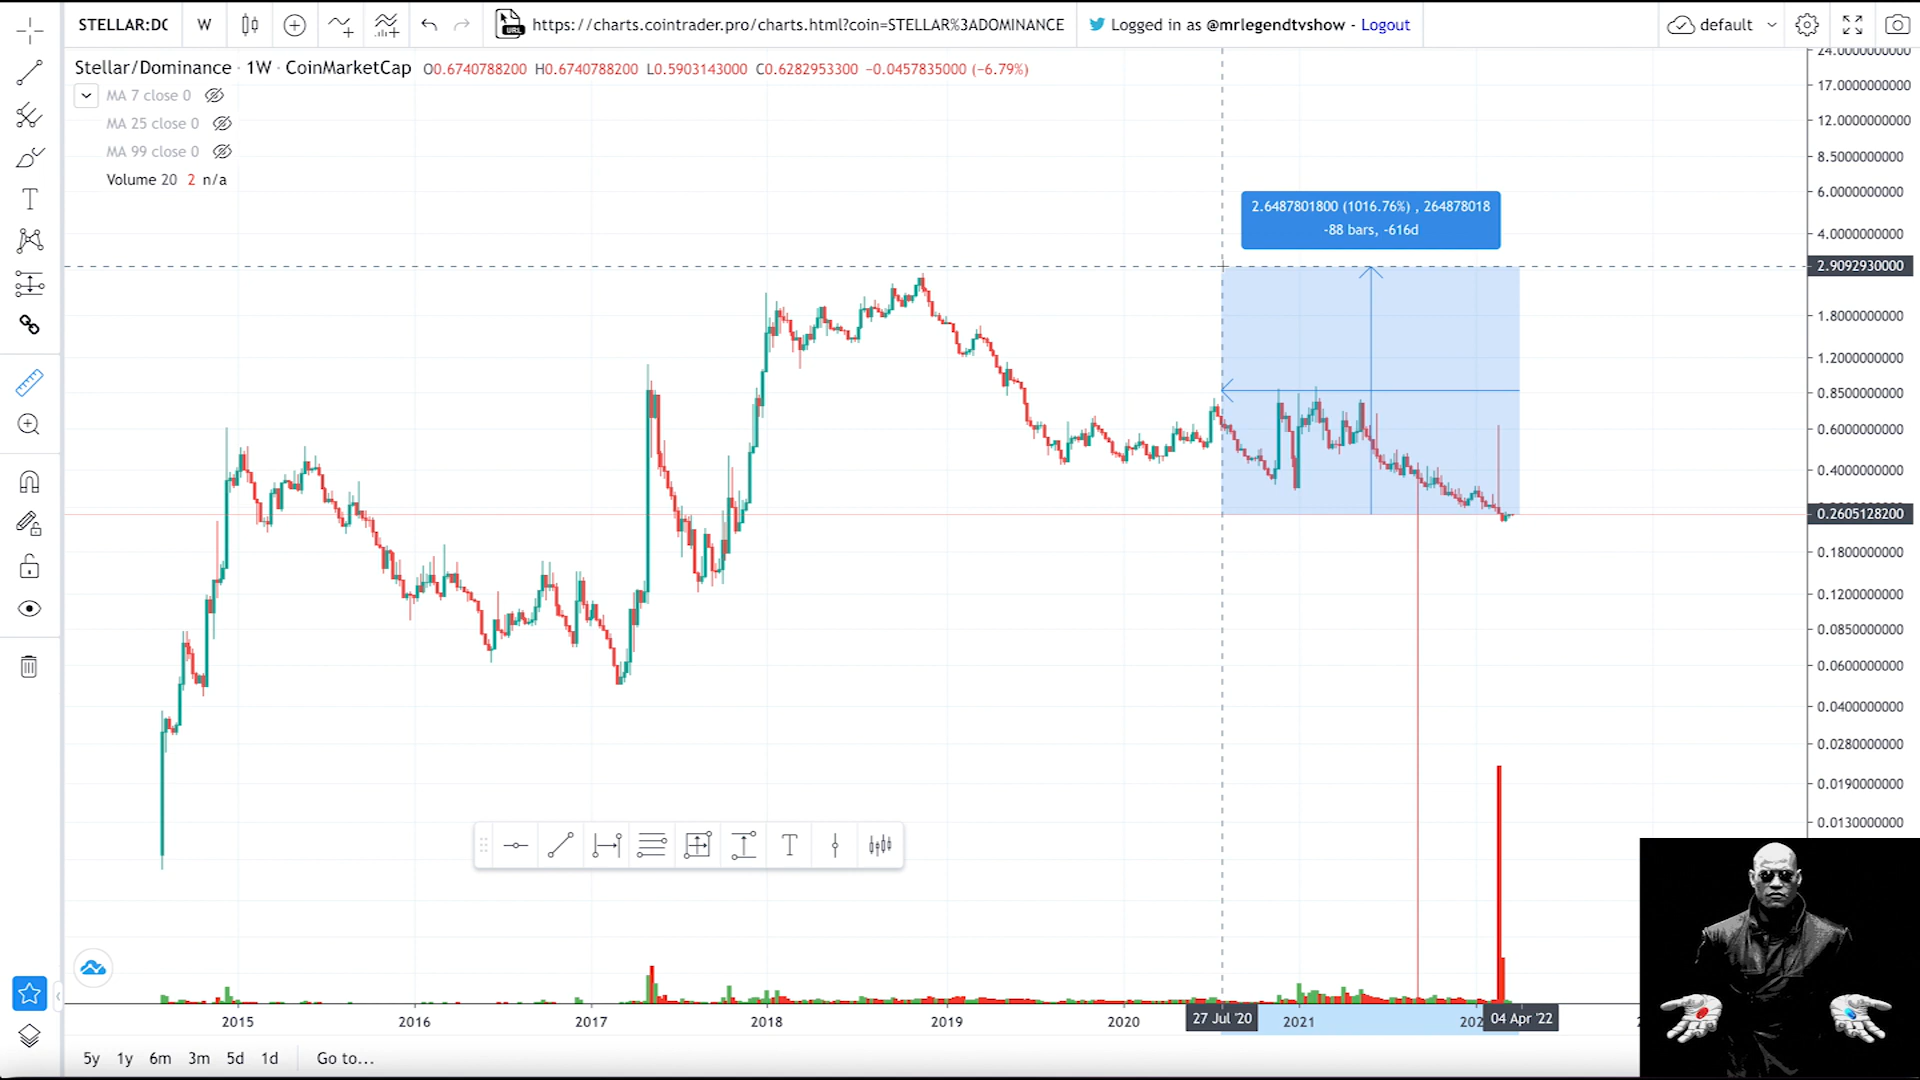 STELLAR:DC W URL https://charts.cointrader.pro/charts.html?coin=STELLAR%3ADOMINANCE Logged in as @mrlegendtvshow - Logout default
Stellar/Dominance · 1W · CoinMarketCap O0.6740788200 H0.6740788200 L0.5903143000 C0.6282953300 −0.0457835000 (−6.79%)
MA 7 close 0
MA 25 close 0
MA 99 close 0
Volume 20 2 n/a
2.6487801800 (1016.76%) , 264878018
-88 bars, -616d
24.0000000000
17.0000000000
12.0000000000
8.5000000000
6.0000000000
4.0000000000
2.9092930000
1.8000000000
1.2000000000
0.8500000000
0.6000000000
0.4000000000
0.2605128200
0.1800000000
0.1200000000
0.0850000000
0.0600000000
0.0400000000
0.0280000000
0.0190000000
0.0130000000
T
2015 2016 2017 2018 2019 2020 27 Jul '20 2021 04 Apr '22
5y 1y 6m 3m 5d 1d Go to...